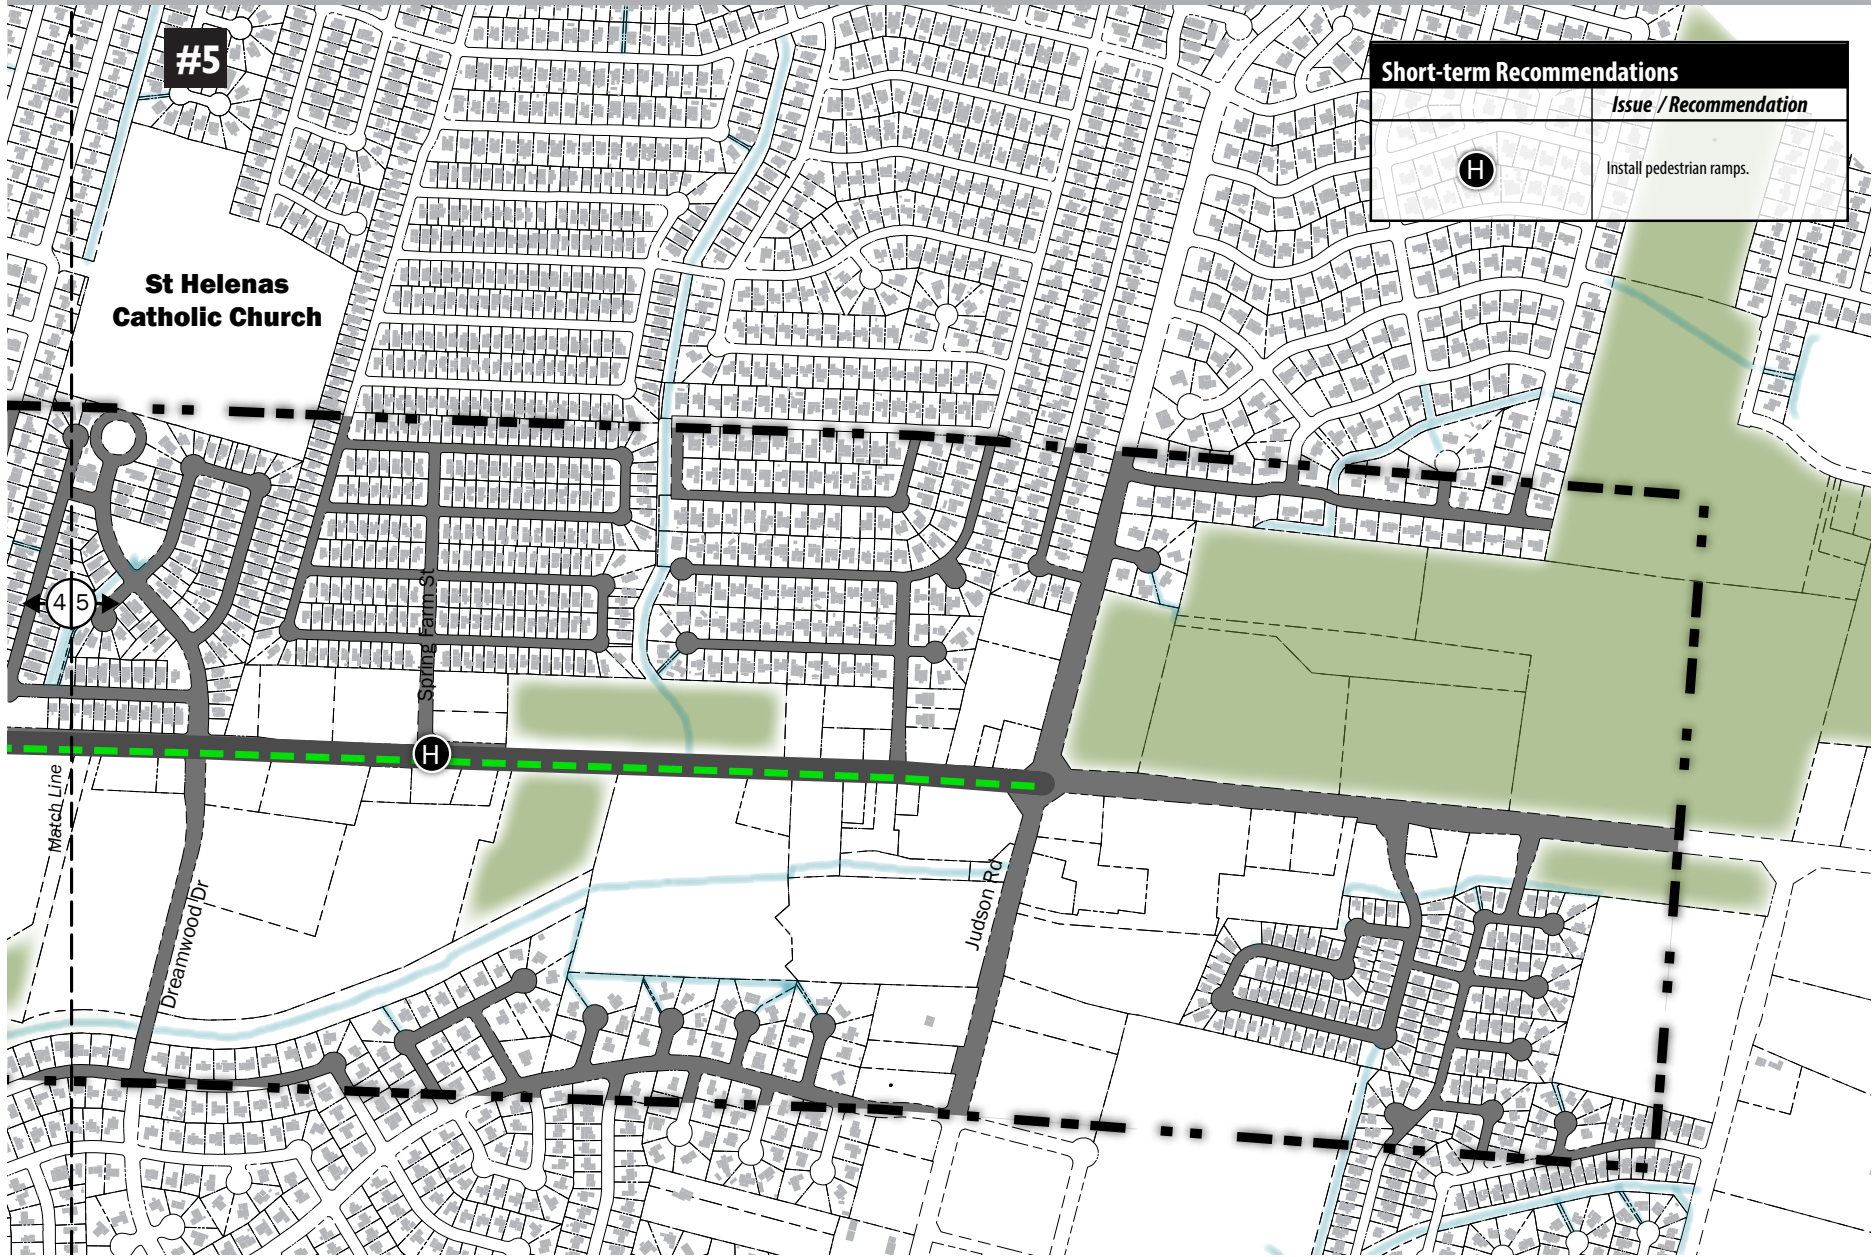 #5
Short-term Recommendations
Issue / Recommendation
H
Install pedestrian ramps.
St Helenas
Catholic Church
4 5
Spring Farm St
H
Match Line
Dreamwood Dr
Judson Rd